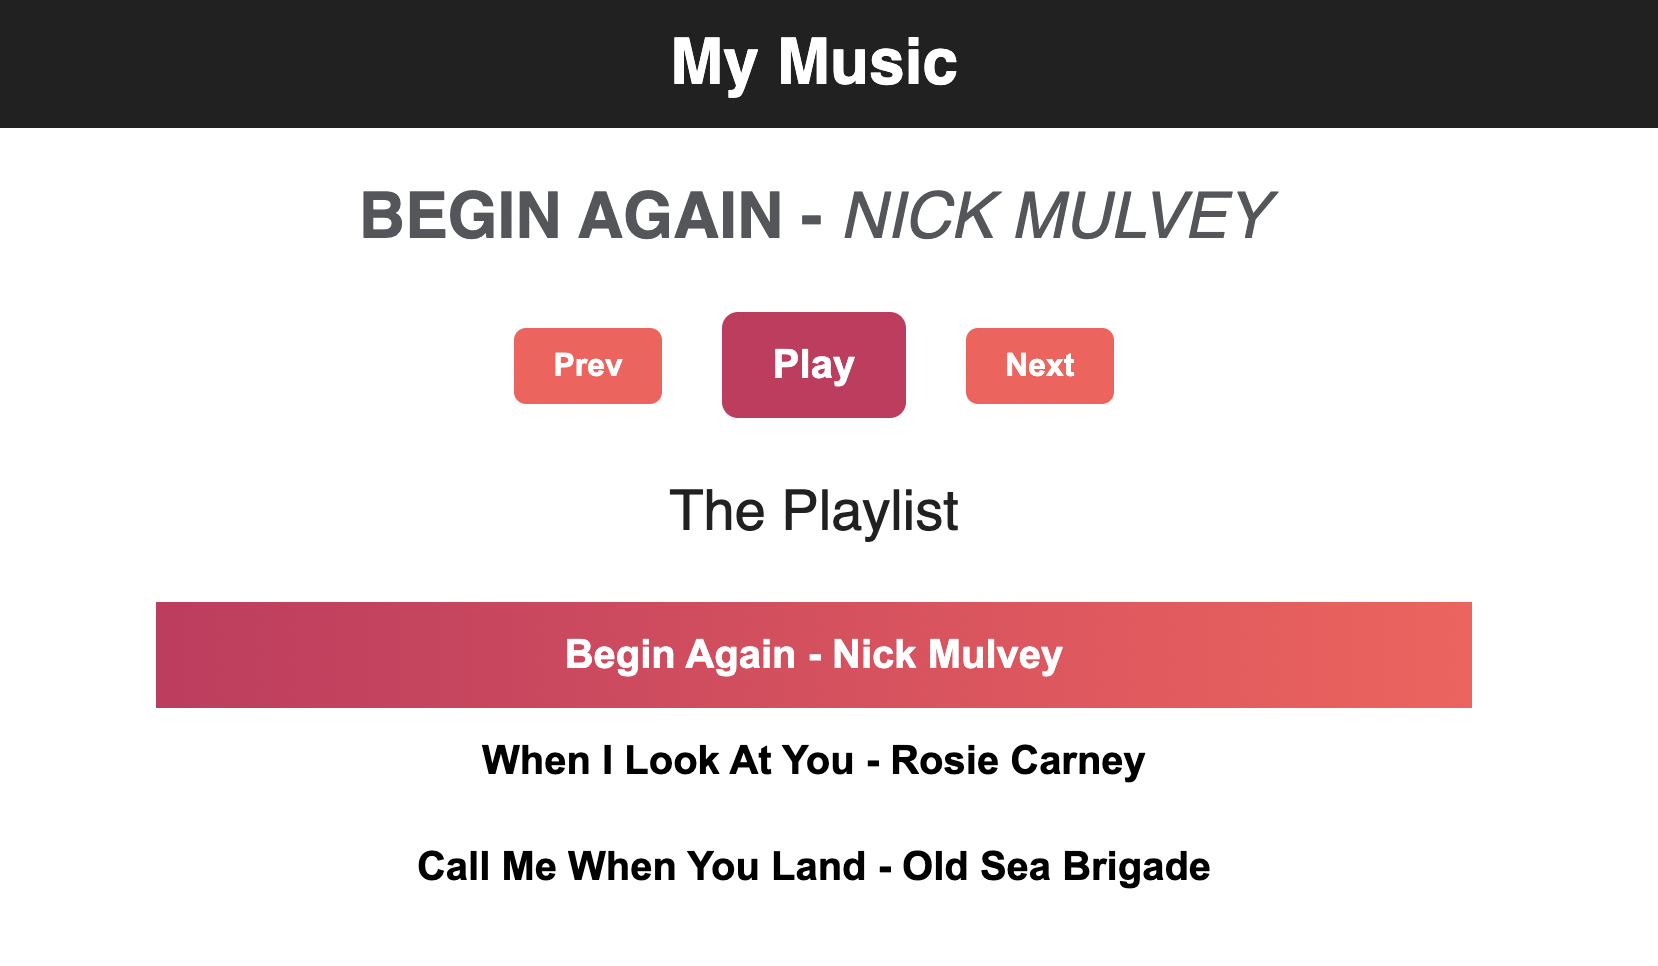 My Music
BEGIN AGAIN - NICK MULVEY
Prev Play Next
The Playlist
Begin Again - Nick Mulvey
When I Look At You - Rosie Carney
Call Me When You Land - Old Sea Brigade